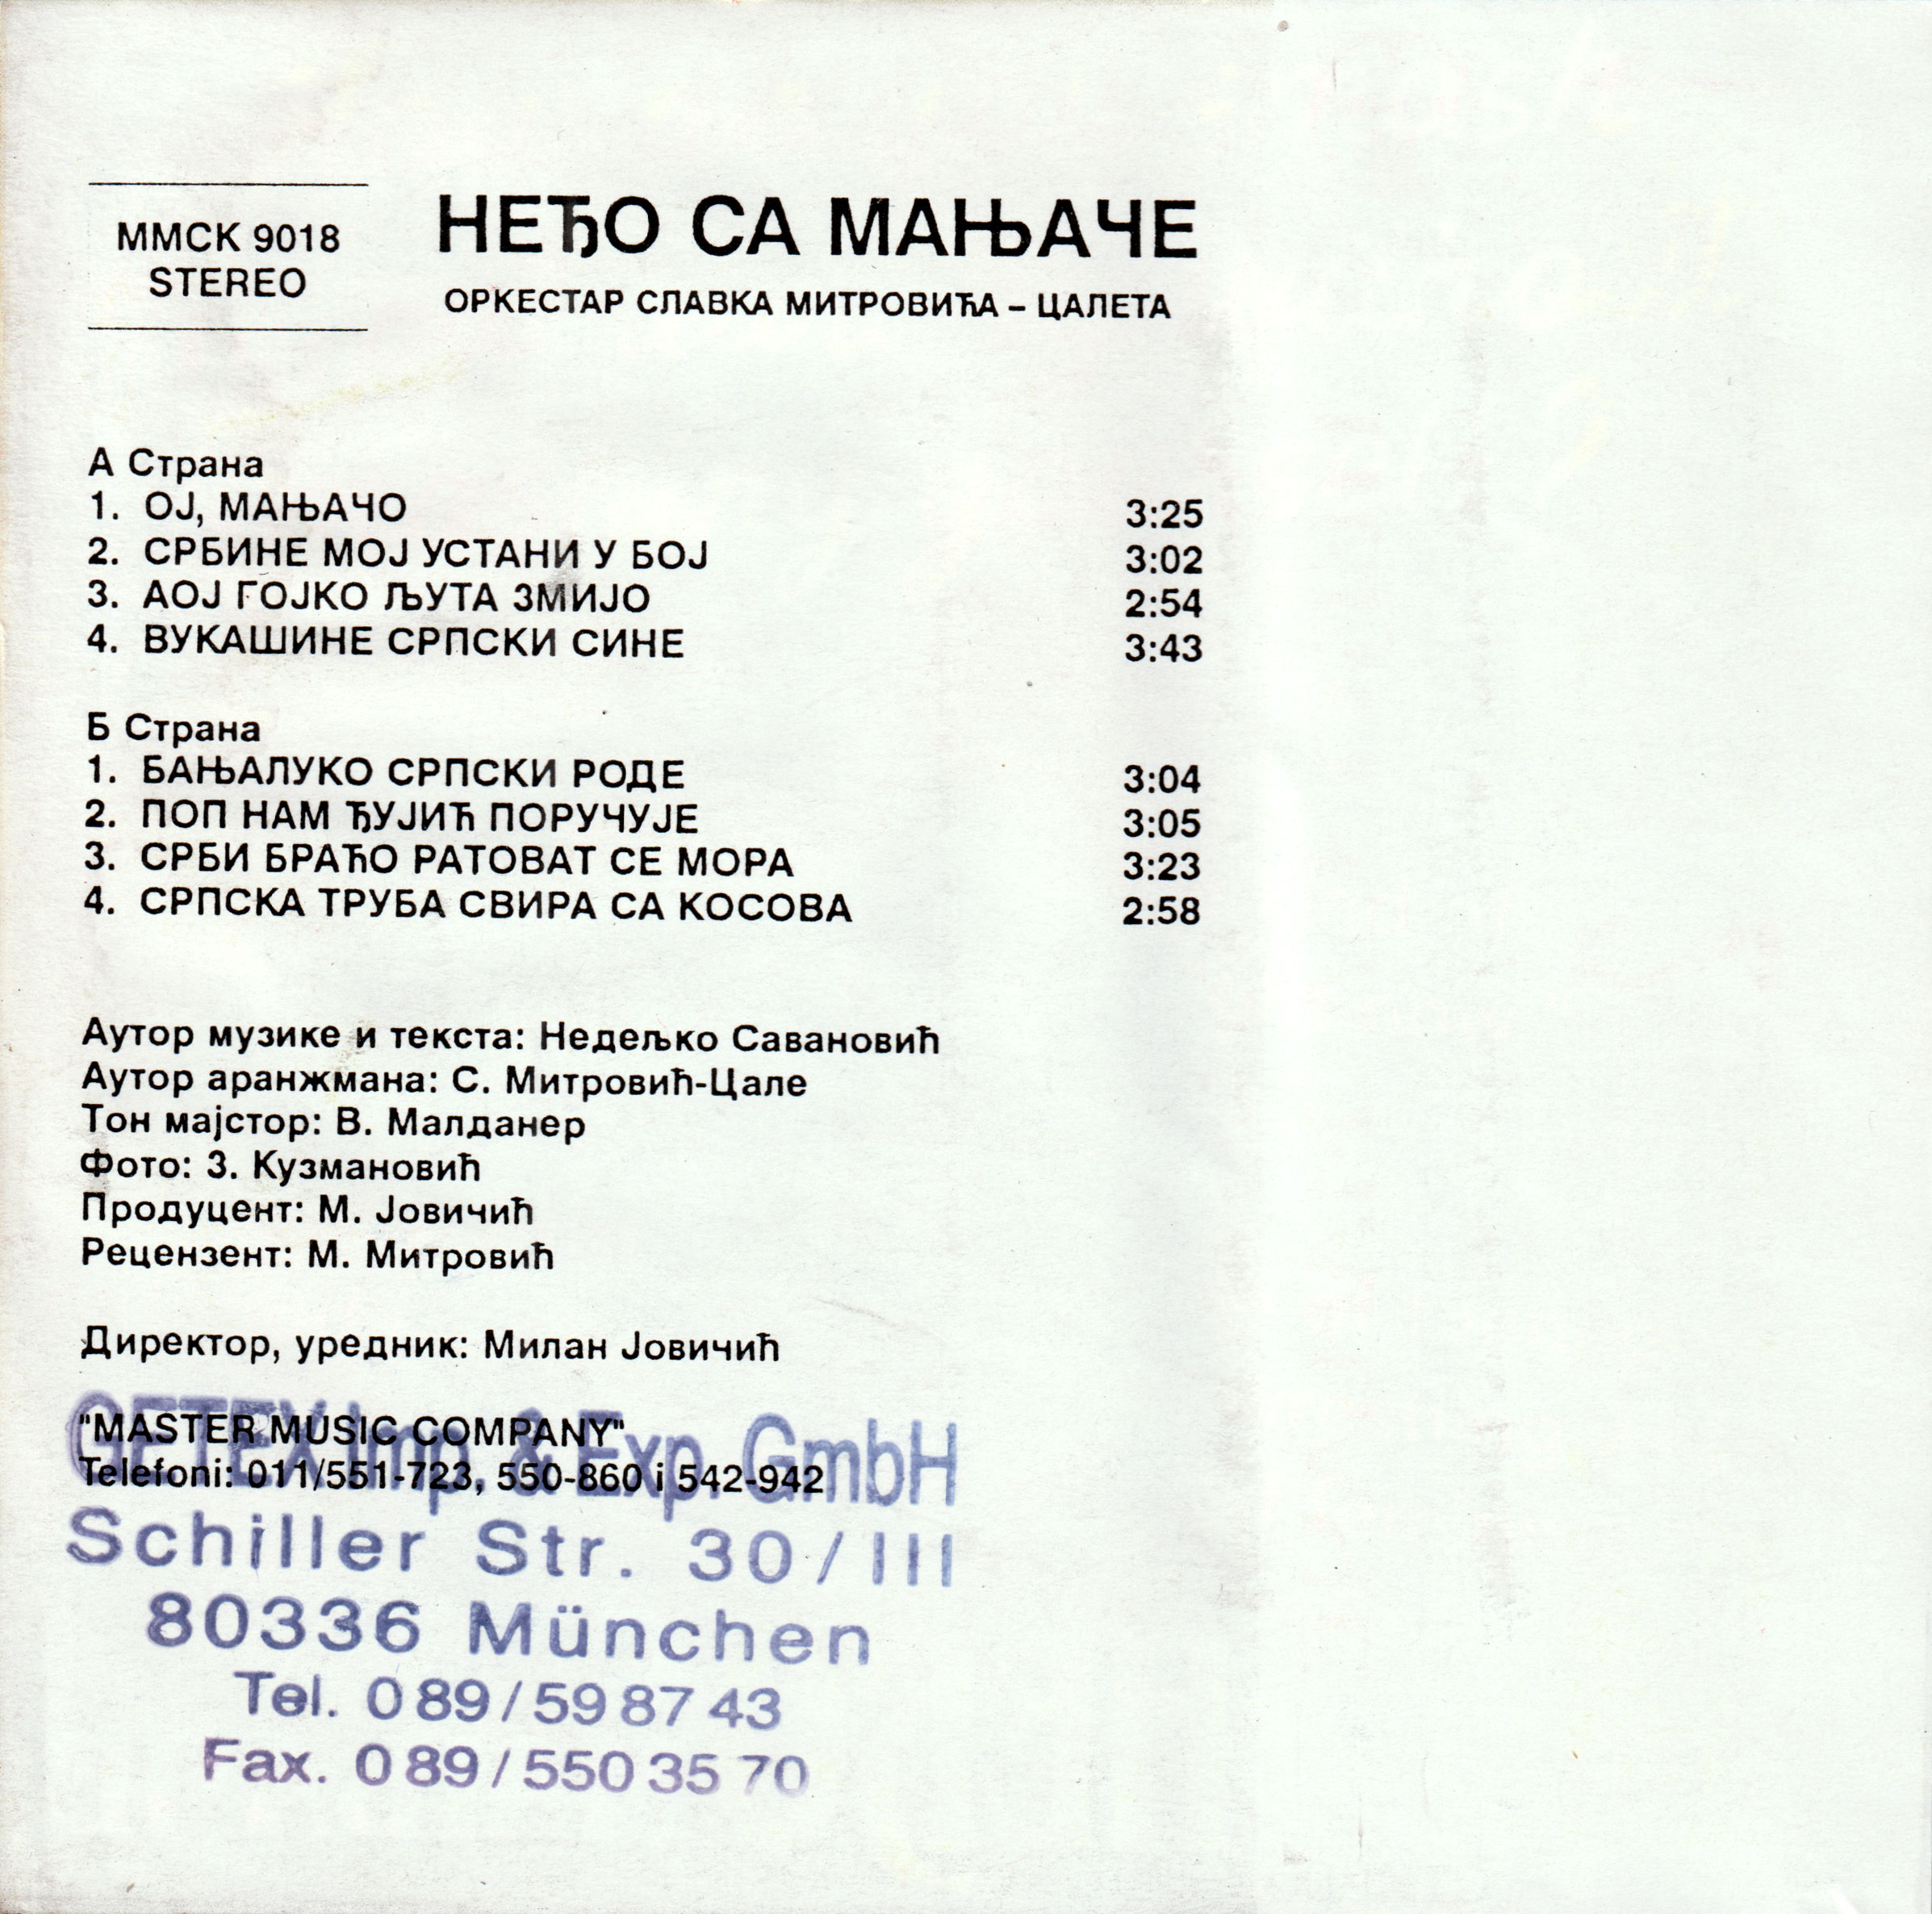 ММСК 9018
STEREO
НЕЂО СА МАЊАЧЕ
ОРКЕСТАР СЛАВКА МИТРОВИЋА – ЦАЛЕТА
А Страна
1. ОЈ, МАЊАЧО 3:25
2. СРБИНЕ МОЈ УСТАНИ У БОЈ 3:02
3. АОЈ ГОЈКО ЉУТА ЗМИЈО 2:54
4. ВУКАШИНЕ СРПСКИ СИНЕ 3:43
Б Страна
1. БАЊАЛУКО СРПСКИ РОДЕ 3:04
2. ПОП НАМ ЂУЈИЋ ПОРУЧУЈЕ 3:05
3. СРБИ БРАЋО РАТОВАТ СЕ МОРА 3:23
4. СРПСКА ТРУБА СВИРА СА КОСОВА 2:58
Аутор музике и текста: Недељко Савановић
Аутор аранжмана: С. Митровић-Цале
Тон мајстор: В. Малданер
Фото: З. Кузмановић
Продуцент: М. Јовичић
Рецензент: М. Митровић
Директор, уредник: Милан Јовичић
"MASTER MUSIC COMPANY"
Telefoni: 011/551-723, 550-860 i 542-942
GETEX Imp. & Exp. GmbH
Schiller Str. 30/III
80336 München
Tel. 089/598743
Fax. 089/5503570